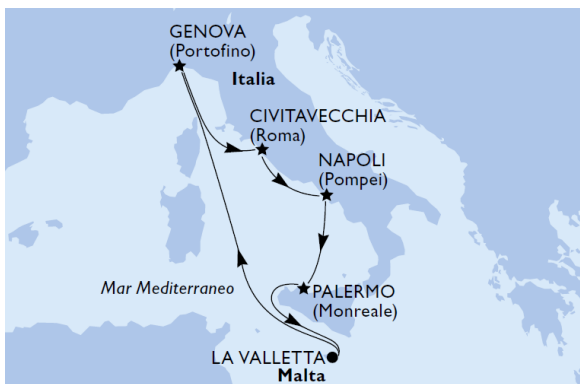 GENOVA
(Portofino)
Italia
CIVITAVECCHIA
(Roma)
NAPOLI
(Pompei)
Mar Mediterraneo
PALERMO
(Monreale)
LA VALLETTA
Malta